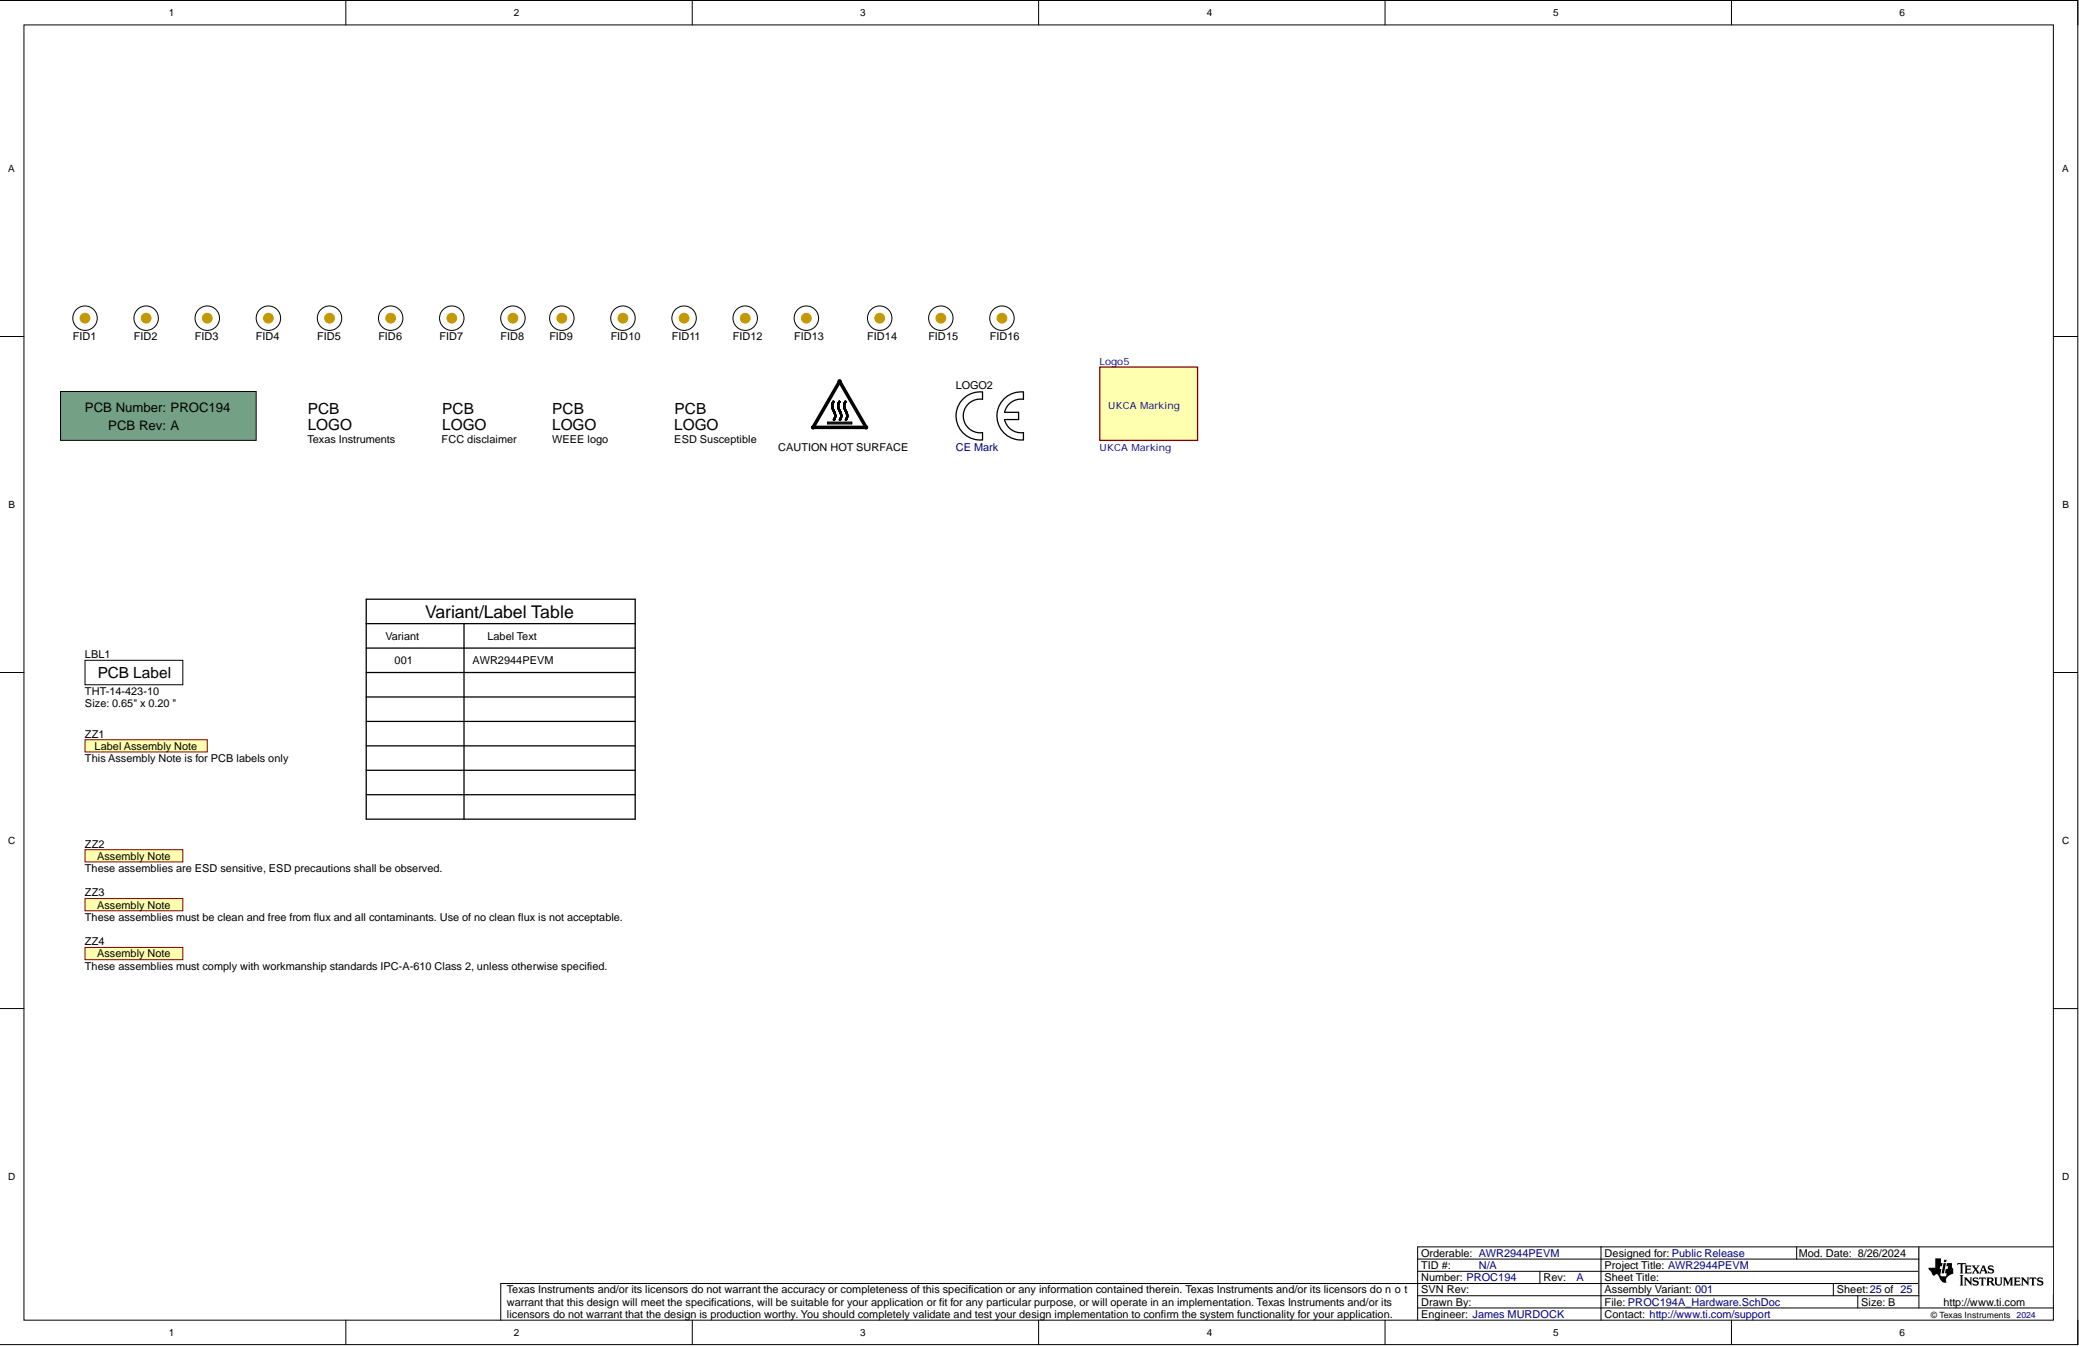 1 2 3 4 5 6
A A
FID1 FID2 FID3 FID4 FID5 FID6 FID7 FID8 FID9 FID10 FID11 FID12 FID13 FID14 FID15 FID16
PCB Number: PROC194
PCB Rev: A
PCB
LOGO
Texas Instruments
PCB
LOGO
FCC disclaimer
PCB
LOGO
WEEE logo
PCB
LOGO
ESD Susceptible
CAUTION HOT SURFACE
LOGO2
CE
CE Mark
Logo5
UKCA Marking
UKCA Marking
B B
Variant/Label Table
Variant Label Text
001 AWR2944PEVM
LBL1
PCB Label
THT-14-423-10
Size: 0.65" x 0.20 "
ZZ1
Label Assembly Note
This Assembly Note is for PCB labels only
C C
ZZ2
Assembly Note
These assemblies are ESD sensitive, ESD precautions shall be observed.
ZZ3
Assembly Note
These assemblies must be clean and free from flux and all contaminants. Use of no clean flux is not acceptable.
ZZ4
Assembly Note
These assemblies must comply with workmanship standards IPC-A-610 Class 2, unless otherwise specified.
D D
Texas Instruments and/or its licensors do not warrant the accuracy or completeness of this specification or any information contained therein. Texas Instruments and/or its licensors do n o t
warrant that this design will meet the specifications, will be suitable for your application or fit for any particular purpose, or will operate in an implementation. Texas Instruments and/or its
licensors do not warrant that the design is production worthy. You should completely validate and test your design implementation to confirm the system functionality for your application.
Orderable: AWR2944PEVM Designed for: Public Release Mod. Date: 8/26/2024
TID #: N/A Project Title: AWR2944PEVM
Number: PROC194 Rev: A Sheet Title:
SVN Rev: Assembly Variant: 001 Sheet: 25 of 25
Drawn By: File: PROC194A_Hardware.SchDoc Size: B
Engineer: James MURDOCK Contact: http://www.ti.com/support
TEXAS
INSTRUMENTS
http://www.ti.com
© Texas Instruments 2024
1 2 3 4 5 6